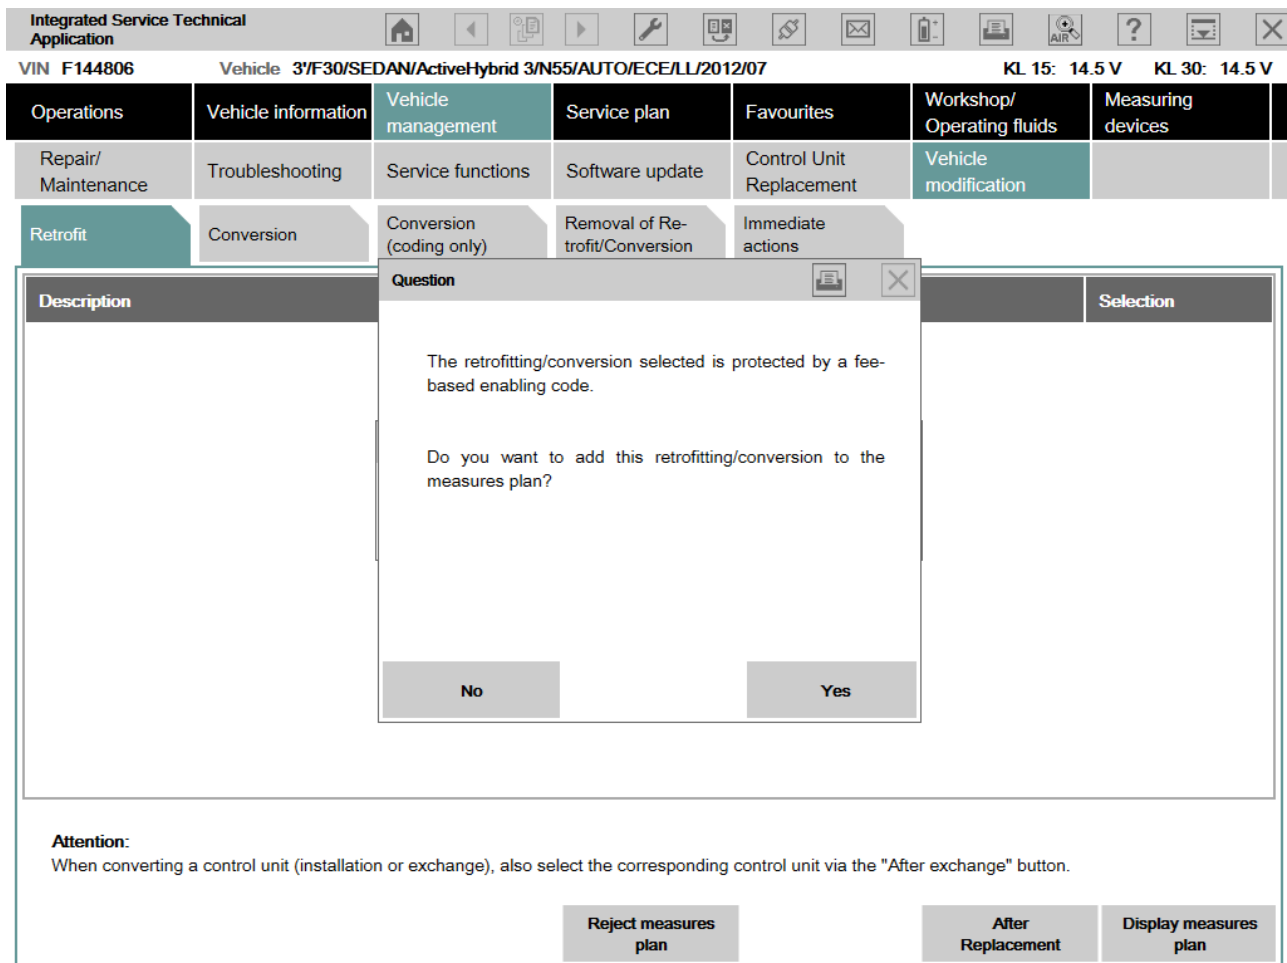 Integrated Service Technical
Application
AIR
?
VIN F144806 Vehicle 3'/F30/SEDAN/ActiveHybrid 3/N55/AUTO/ECE/LL/2012/07 KL 15: 14.5 V KL 30: 14.5 V
Operations
Vehicle information
Vehicle
management
Service plan
Favourites
Workshop/
Operating fluids
Measuring
devices
Repair/
Maintenance
Troubleshooting
Service functions
Software update
Control Unit
Replacement
Vehicle
modification
Retrofit
Conversion
Conversion
(coding only)
Removal of Re-
trofit/Conversion
Immediate
actions
Description
Selection
Question
The retrofitting/conversion selected is protected by a fee-
based enabling code.
Do you want to add this retrofitting/conversion to the
measures plan?
No
Yes
Attention:
When converting a control unit (installation or exchange), also select the corresponding control unit via the "After exchange" button.
Reject measures
plan
After
Replacement
Display measures
plan